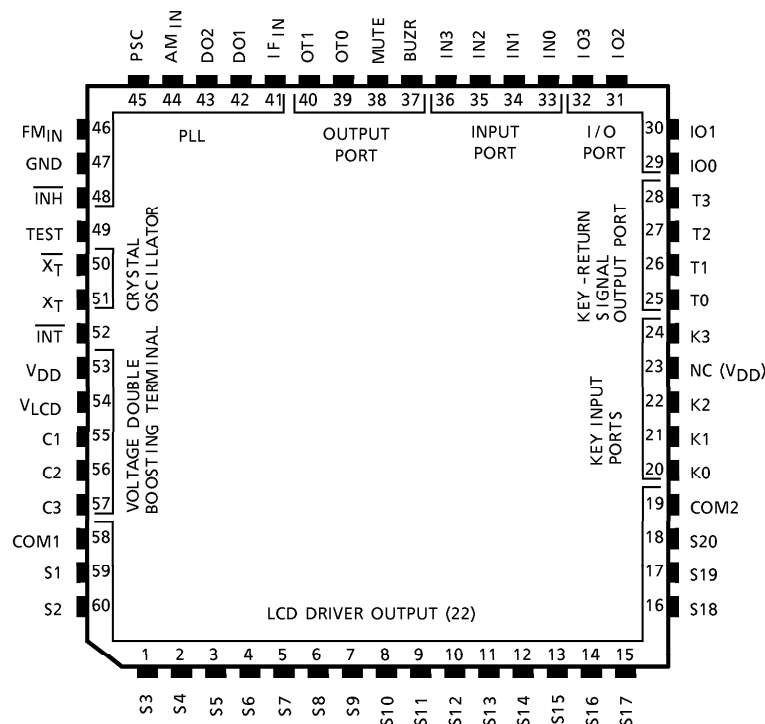 PSC
AMIN
DO2
DO1
IFIN
OT1
OT0
MUTE
BUZR
IN3
IN2
IN1
IN0
IO3
IO2
45 44 43 42 41 40 39 38 37 36 35 34 33 32 31
PLL
OUTPUT
PORT
INPUT
PORT
I/O
PORT
FMIN 46
GND 47
INH 48
TEST 49
XT 50
XT 51
INT 52
VDD 53
VLCD 54
C1 55
C2 56
C3 57
COM1 58
S1 59
S2 60
CRYSTAL
OSCILLATOR
VOLTAGE DOUBLE
BOOSTING TERMINAL
30 IO1
29 IO0
28 T3
27 T2
26 T1
25 T0
24 K3
23 NC (VDD)
22 K2
21 K1
20 K0
19 COM2
18 S20
17 S19
16 S18
KEY-RETURN
SIGNAL
OUTPUT PORT
KEY INPUT
PORTS
LCD DRIVER OUTPUT (22)
1 2 3 4 5 6 7 8 9 10 11 12 13 14 15
S3
S4
S5
S6
S7
S8
S9
S10
S11
S12
S13
S14
S15
S16
S17